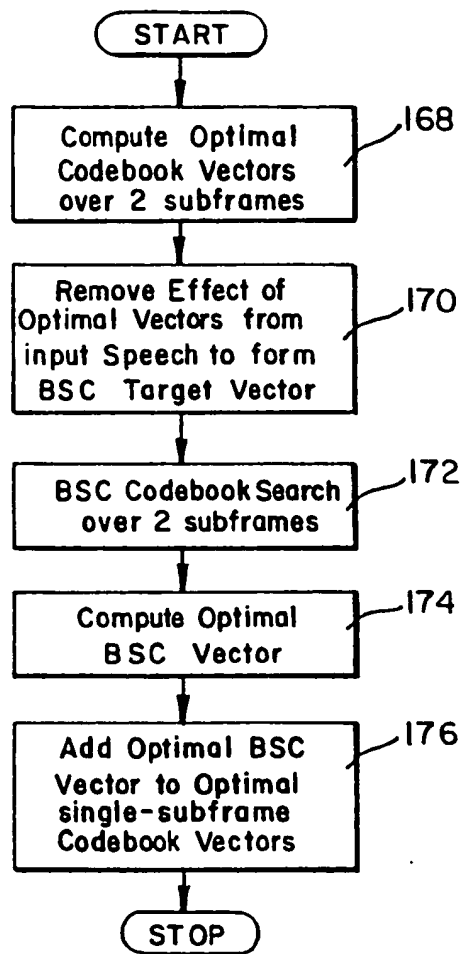 START
168
Compute Optimal
Codebook Vectors
over 2 subframes
170
Remove Effect of
Optimal Vectors from
input Speech to form
BSC Target Vector
172
BSC Codebook Search
over 2 subframes
174
Compute Optimal
BSC Vector
176
Add Optimal BSC
Vector to Optimal
single-subframe
Codebook Vectors
STOP